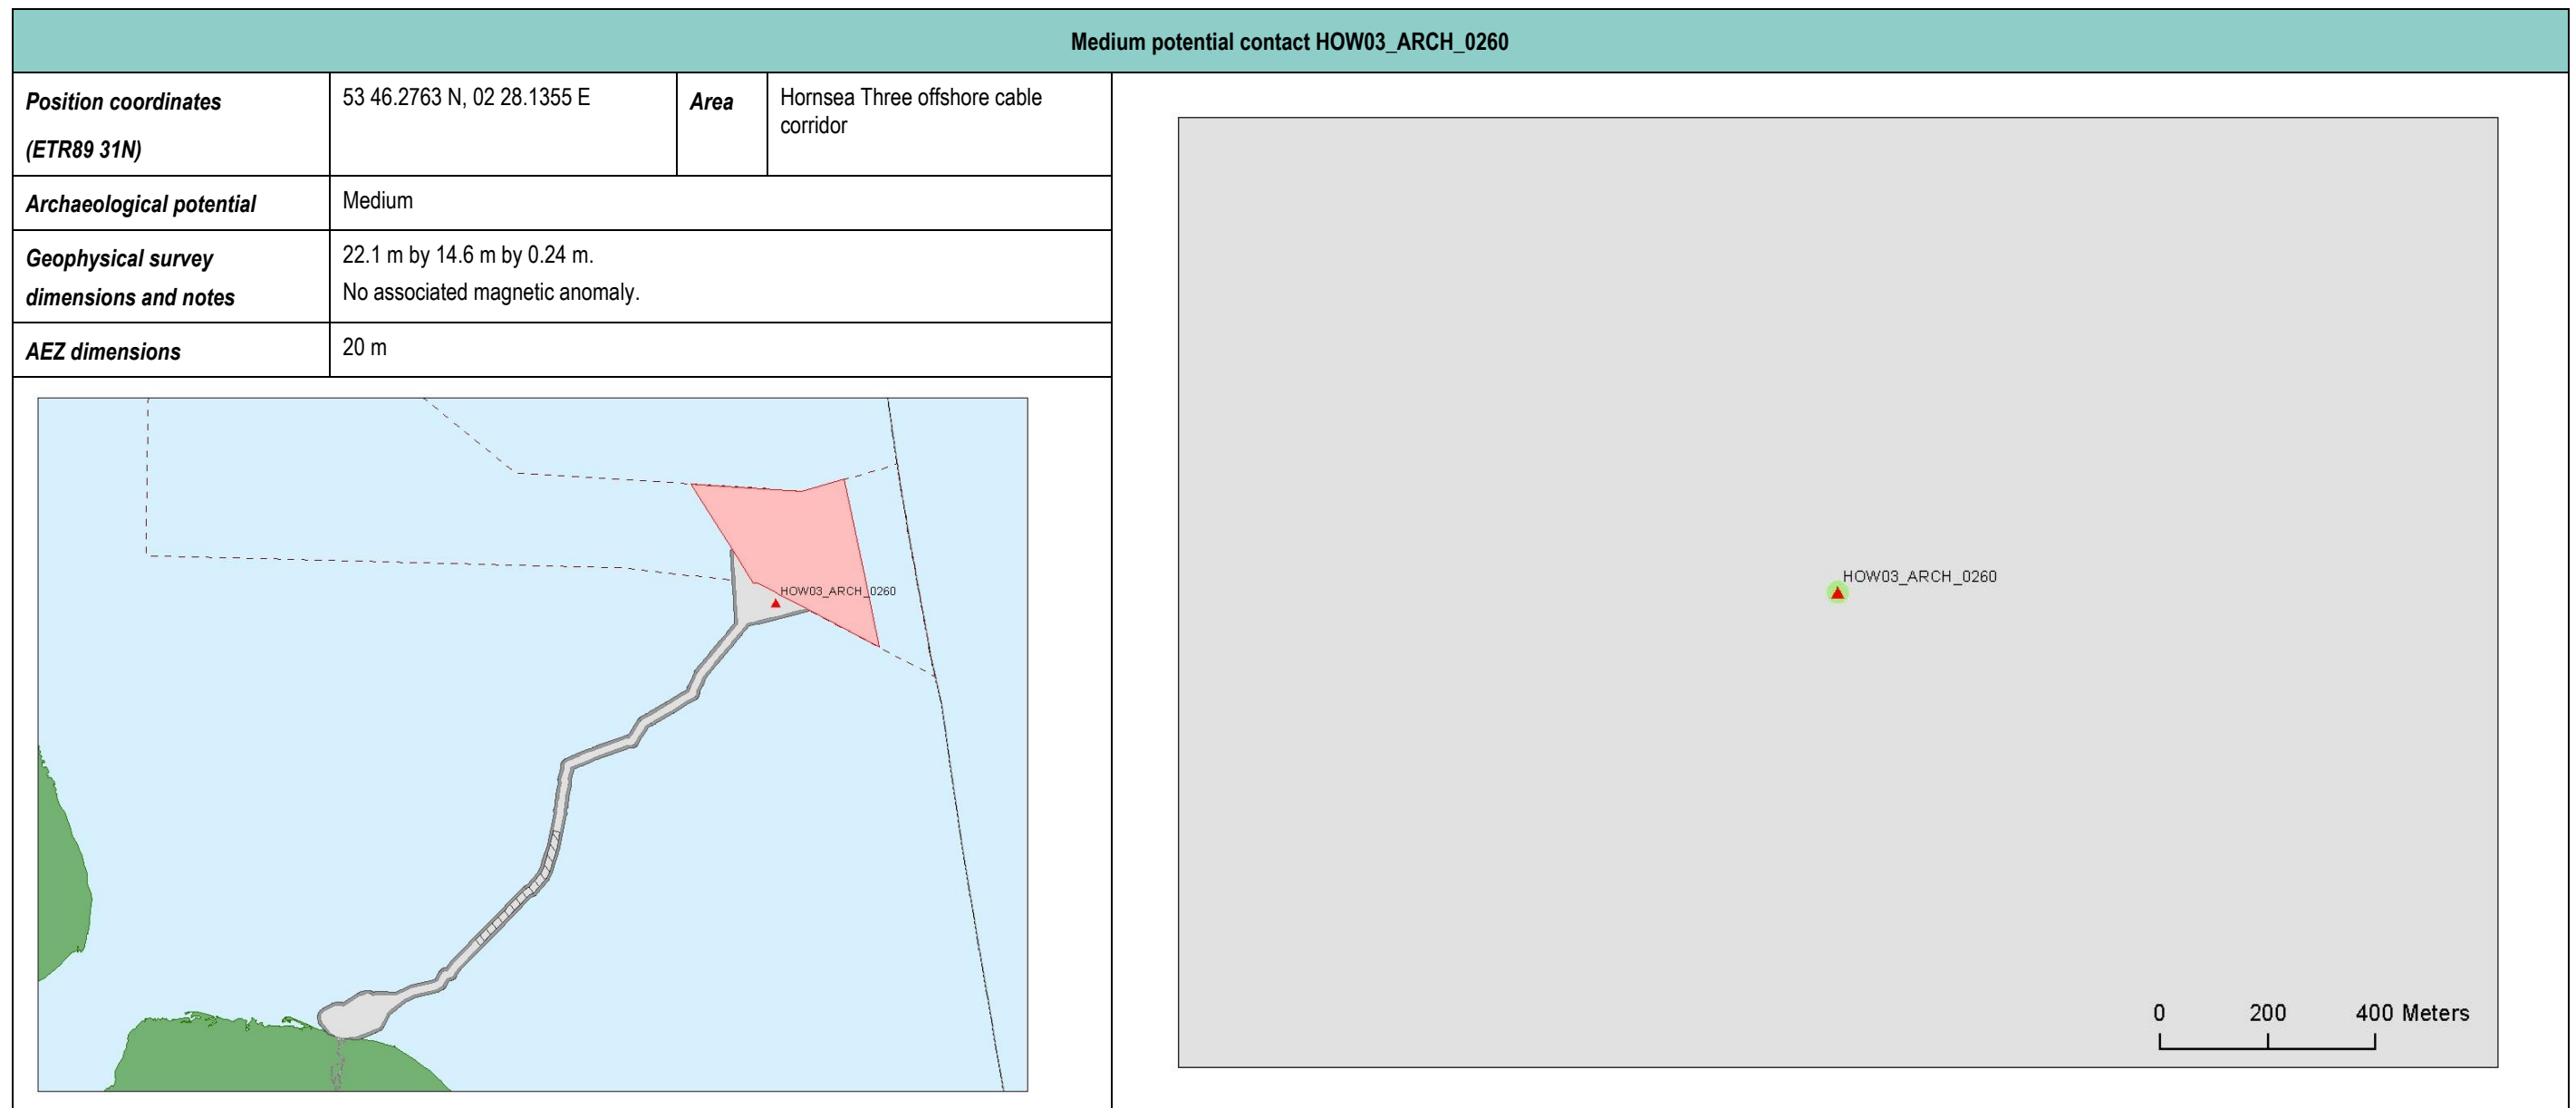 Medium potential contact HOW03_ARCH_0260
Position coordinates
(ETR89 31N)
53 46.2763 N, 02 28.1355 E
Area
Hornsea Three offshore cable
corridor
Archaeological potential
Medium
Geophysical survey
dimensions and notes
22.1 m by 14.6 m by 0.24 m.
No associated magnetic anomaly.
AEZ dimensions
20 m
HOW03_ARCH_0260
HOW03_ARCH_0260
0 200 400 Meters